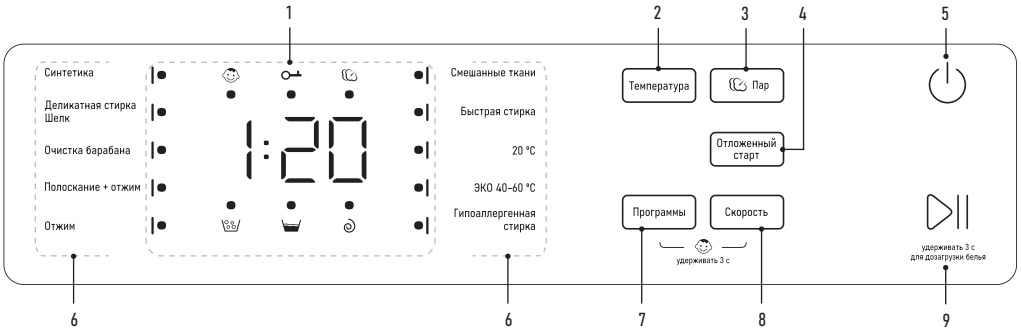 1
2
3
4
5
Синтетика
Деликатная стирка
Шелк
Очистка барабана
Полоскание + отжим
Отжим
1:20
Смешанные ткани
Быстрая стирка
20 °C
ЭКО 40–60 °C
Гипоаллергенная
стирка
Температура
Пар
Отложенный
старт
Программы
Скорость
удерживать 3 с
удерживать 3 с
для дозагрузки белья
6
6
7
8
9